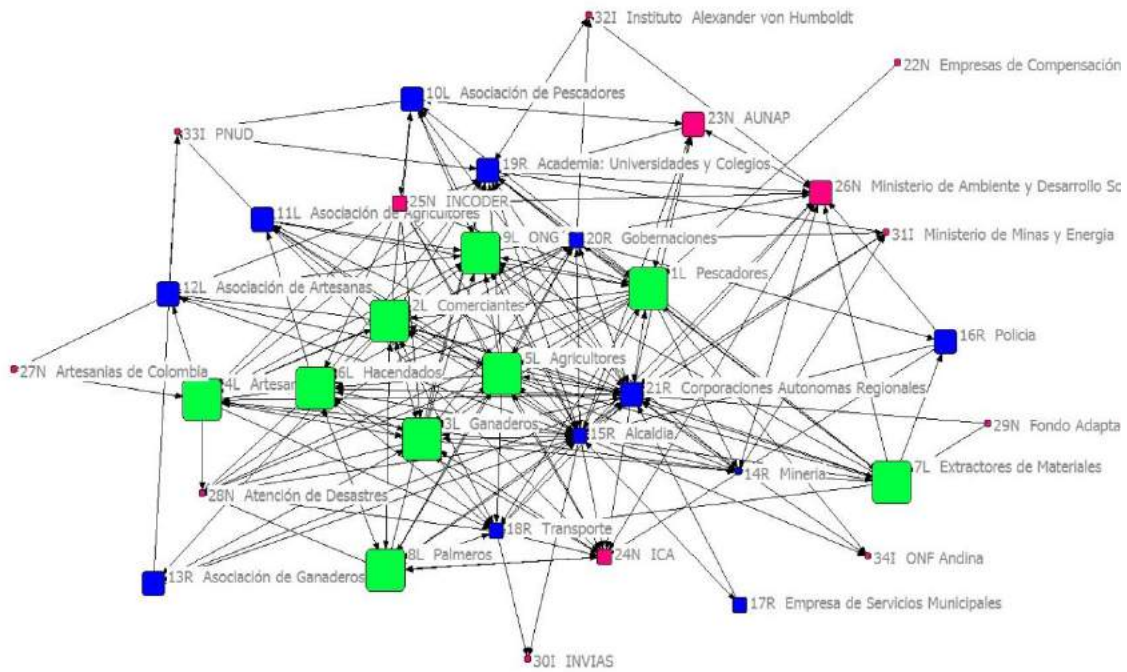 32I Instituto Alexander von Humboldt
22N Empresas de Compensación
10L Asociación de Pescadores
23N AUNAP
33I PNUD
19R Academia: Universidades y Colegios
26N Ministerio de Ambiente y Desarrollo So
25N INCODER
11L Asociación de Agricultores
31I Ministerio de Minas y Energia
9L ONG
20R Gobernaciones
1L Pescadores
12L Asociación de Artesanas
2L Comerciantes
16R Policia
5L Agricultores
27N Artesanias de Colombia
4L Artesan
6L Hacendados
21R Corporaciones Autonomas Regionales
29N Fondo Adapta
3L Ganaderos
15R Alcaldia
14R Mineria
7L Extractores de Materiales
28N Atención de Desastres
18R Transporte
8L Palmeros
24N ICA
34I ONF Andina
13R Asociación de Ganaderos
17R Empresa de Servicios Municipales
30I INVIAS